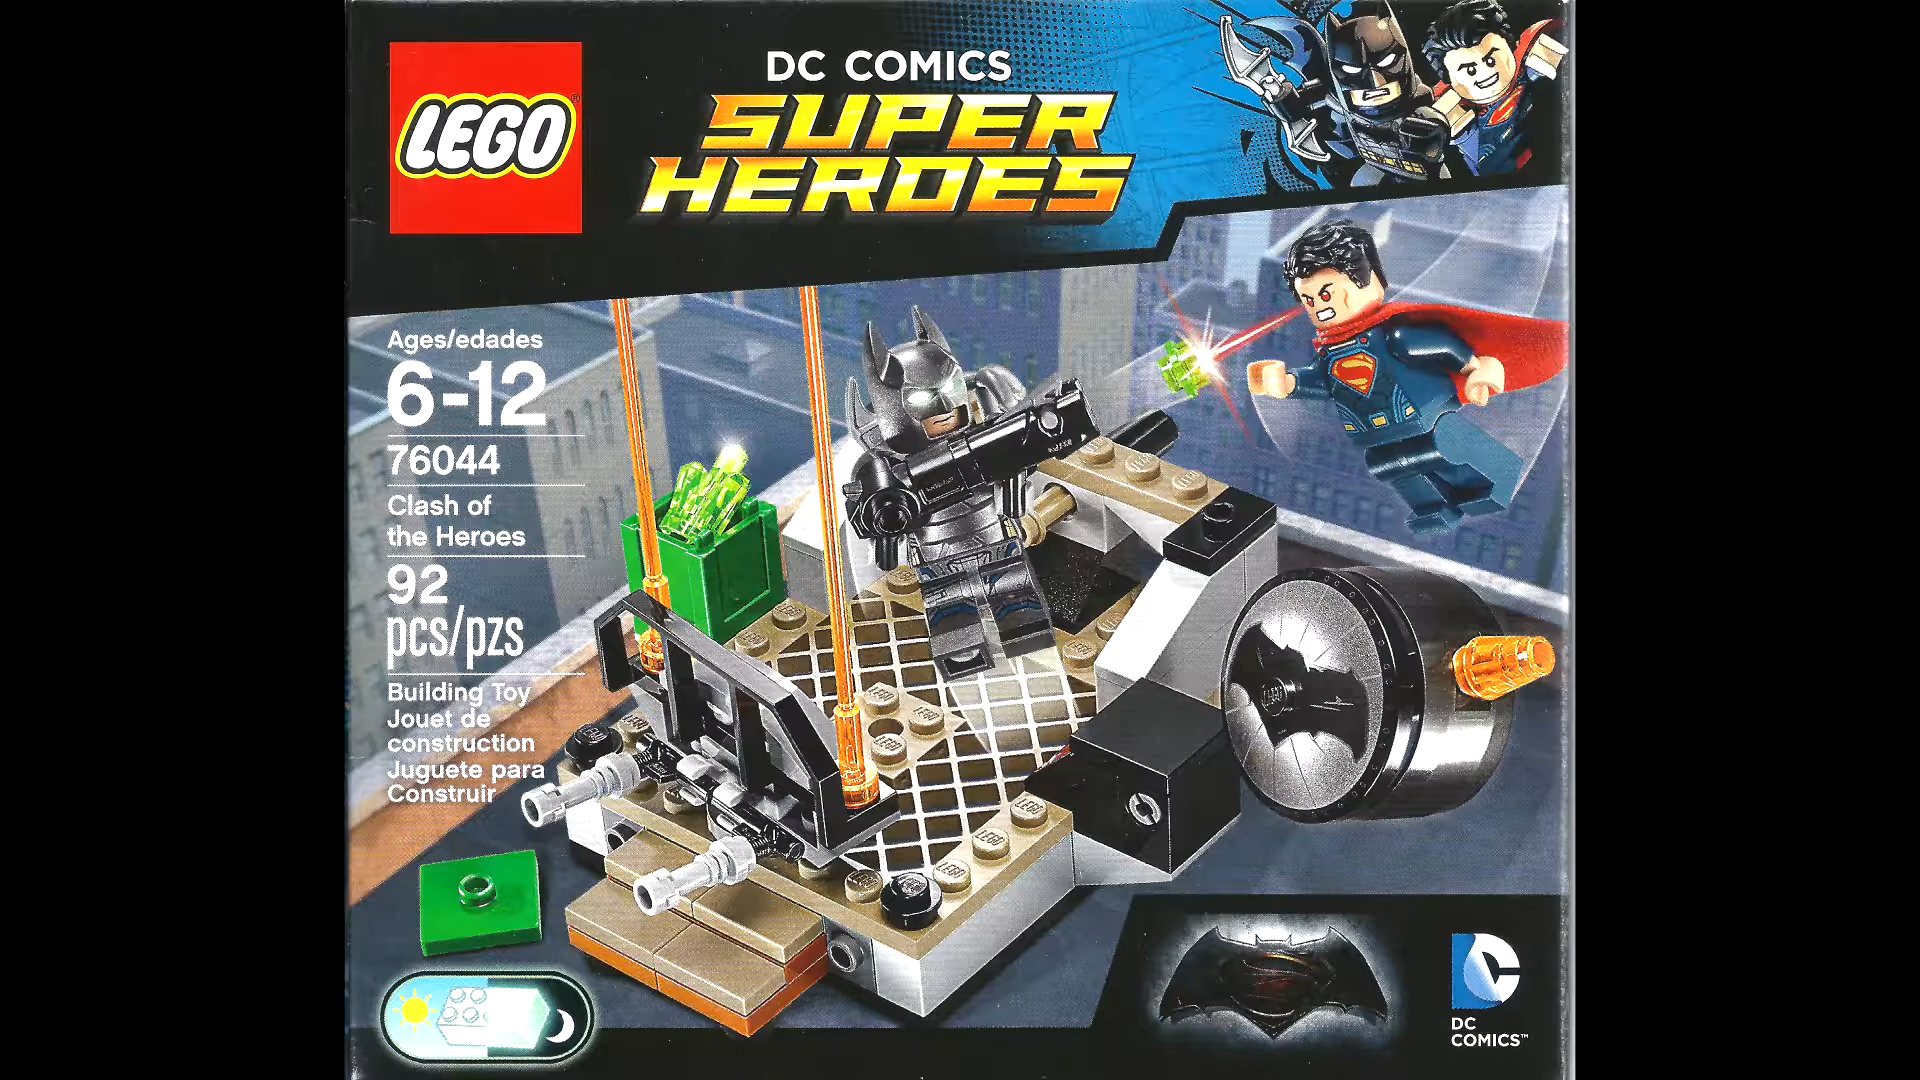 LEGO
DC COMICS
SUPER
HEROES
Ages/edades
6-12
76044
Clash of
the Heroes
92
pcs/pzs
Building Toy
Jouet de
construction
Juguete para
Construir
DC
COMICS™